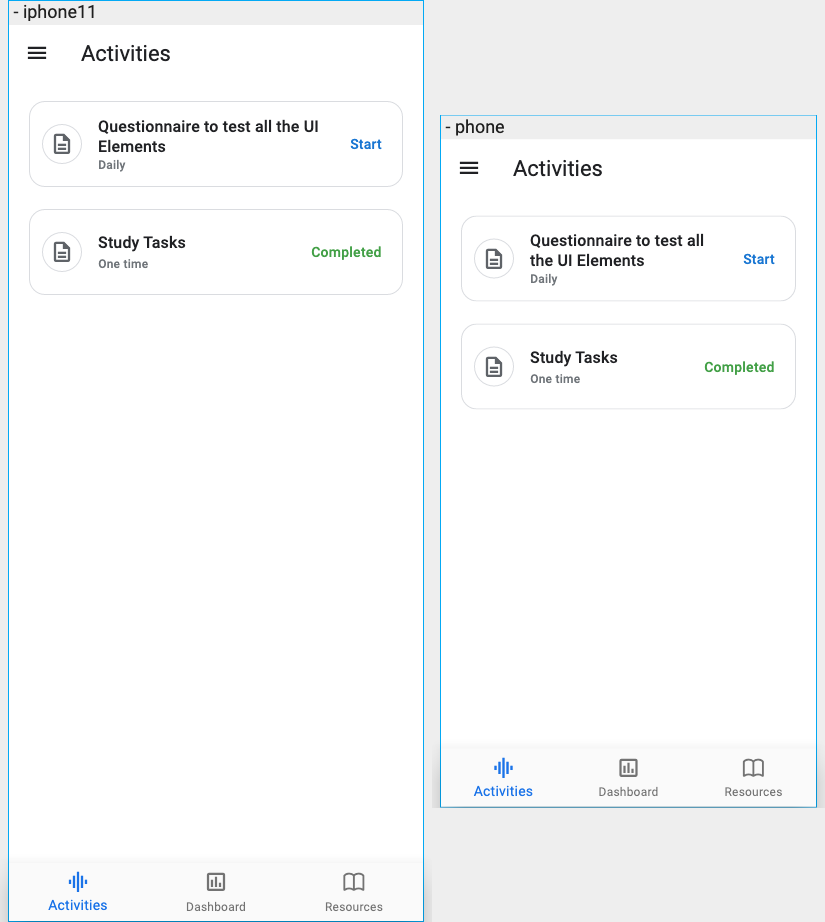 - iphone11
Activities
Questionnaire to test all the UI
Elements
Daily
Start
Study Tasks
One time
Completed
Activities
Dashboard
Resources
- phone
Activities
Questionnaire to test all
the UI Elements
Daily
Start
Study Tasks
One time
Completed
Activities
Dashboard
Resources